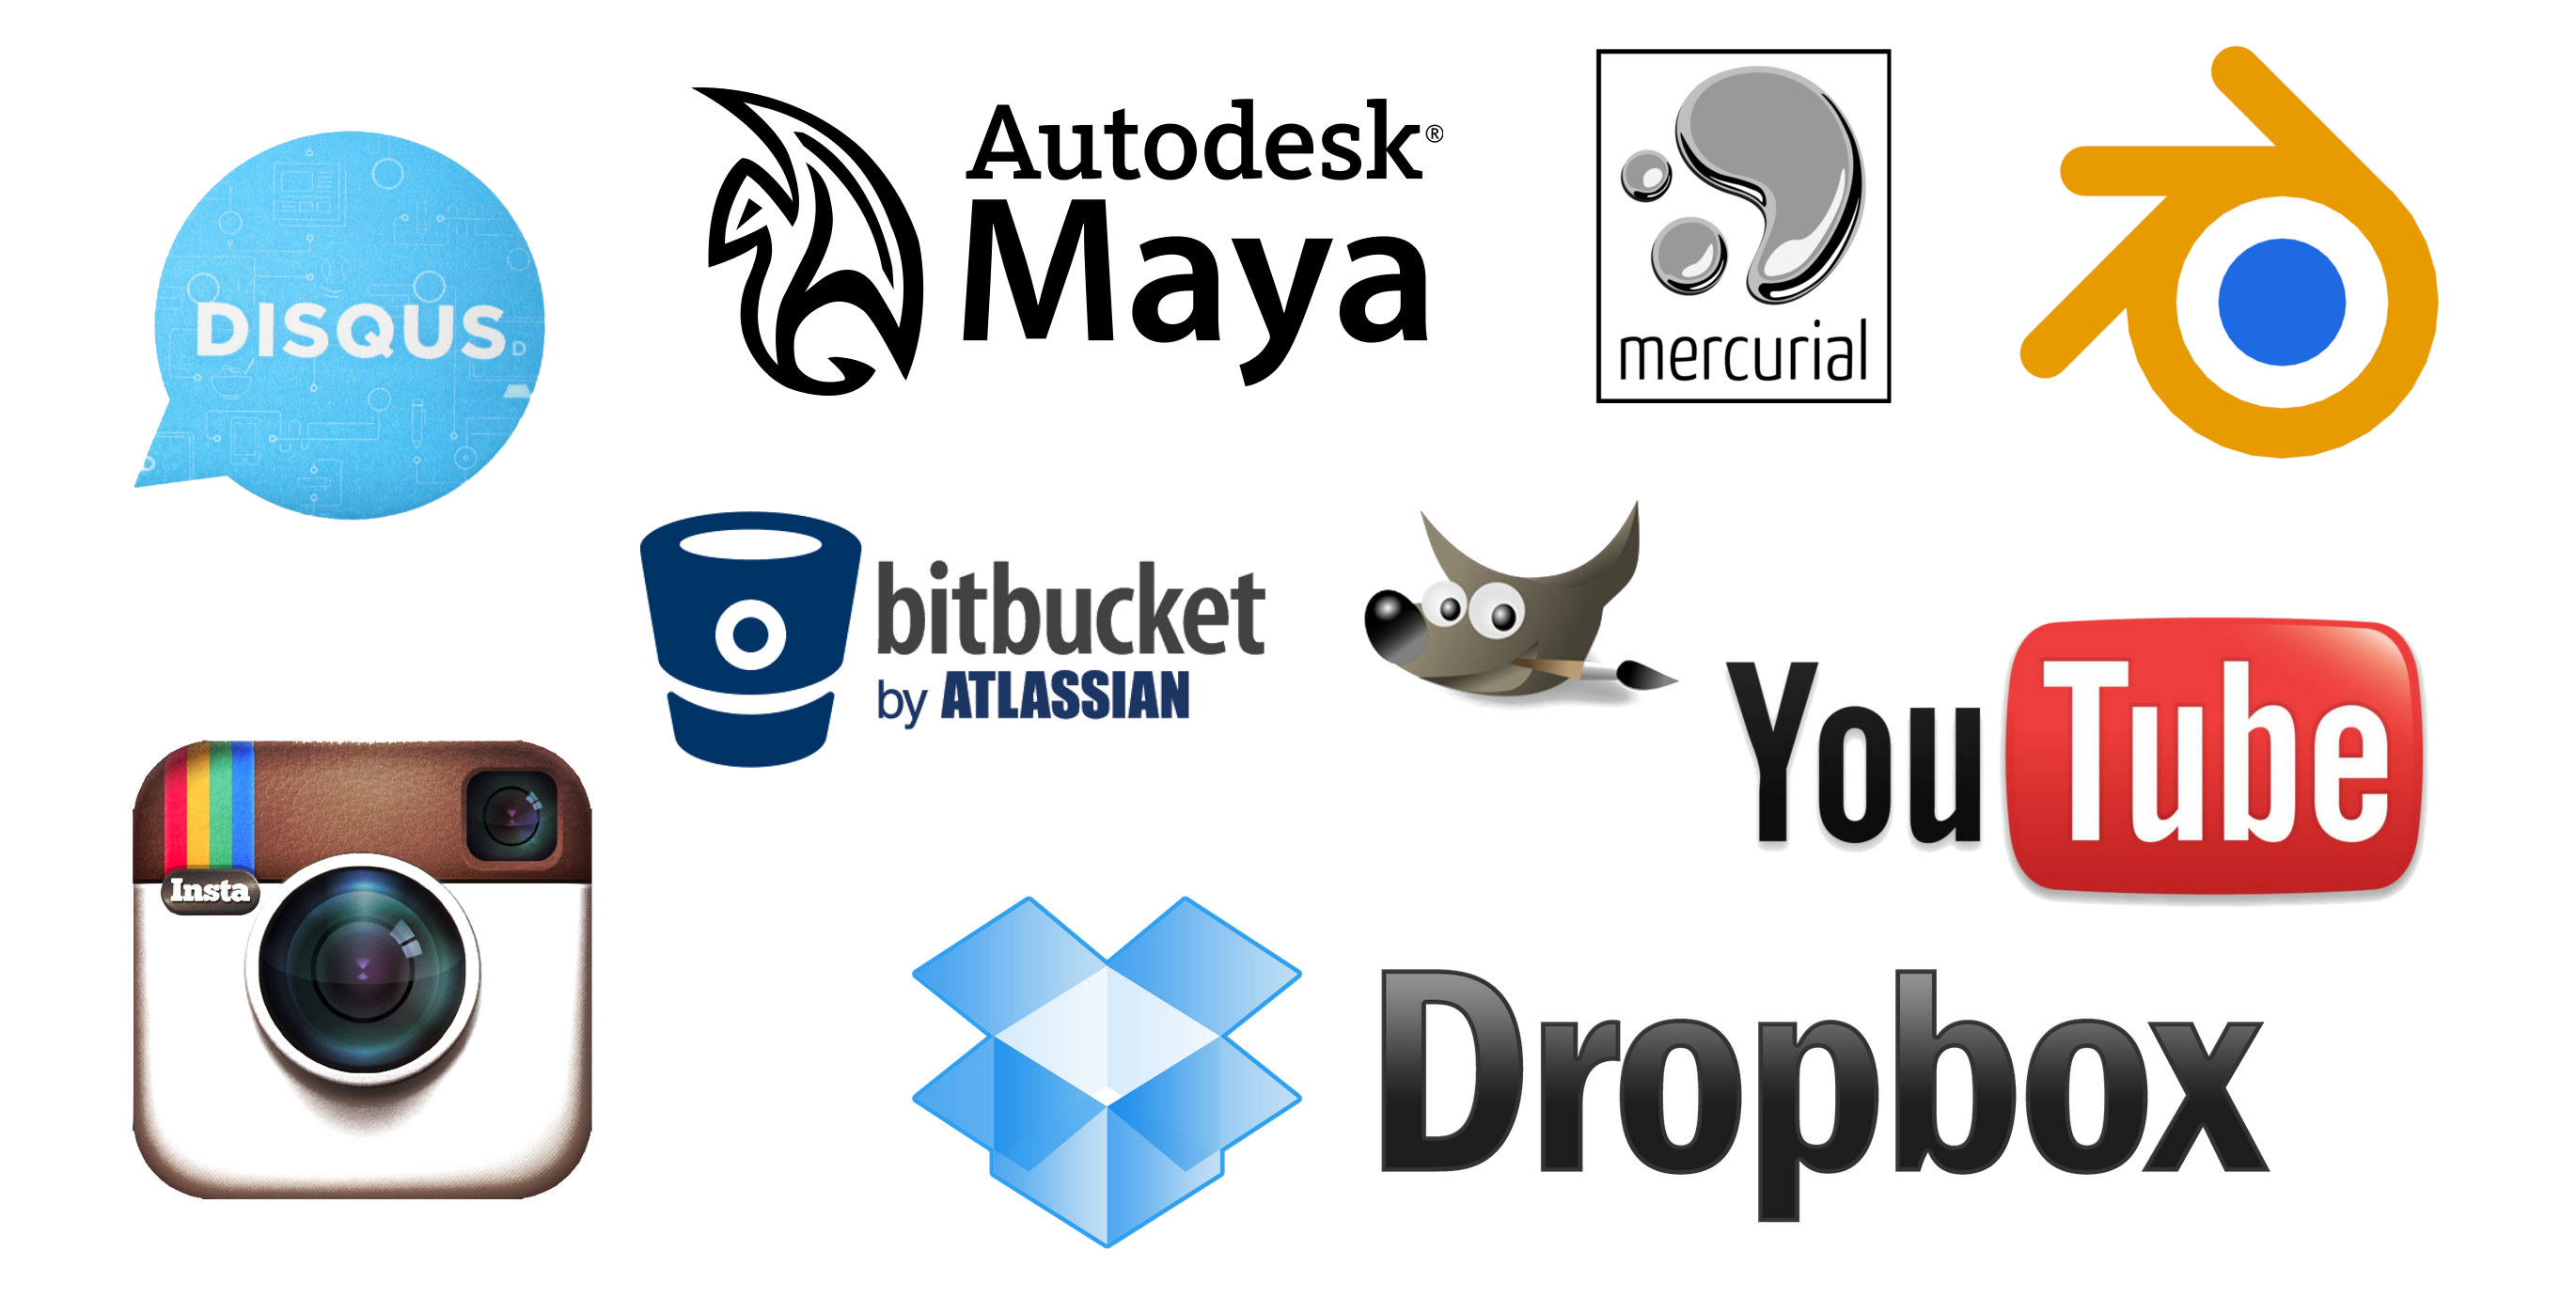 DISQUS
D
Autodesk®
Maya
mercurial
bitbucket
by ATLASSIAN
YouTube
Insta
Dropbox